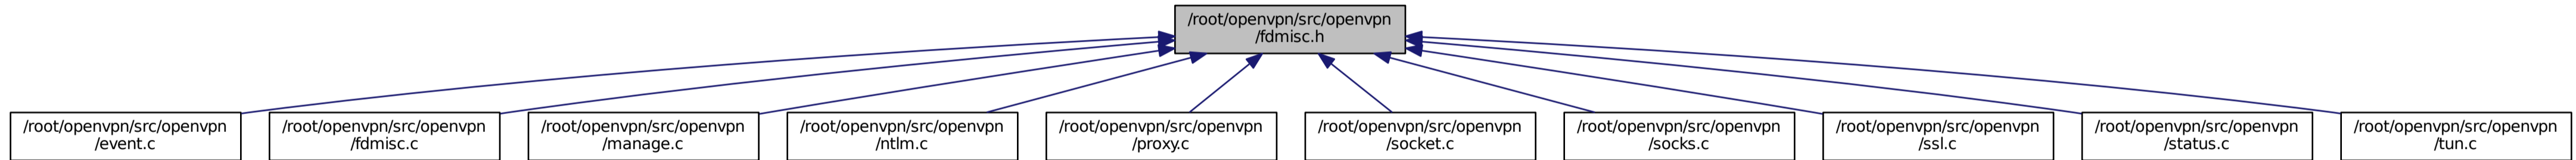 /root/openvpn/src/openvpn
/fdmisc.h
/root/openvpn/src/openvpn
/event.c
/root/openvpn/src/openvpn
/fdmisc.c
/root/openvpn/src/openvpn
/manage.c
/root/openvpn/src/openvpn
/ntlm.c
/root/openvpn/src/openvpn
/proxy.c
/root/openvpn/src/openvpn
/socket.c
/root/openvpn/src/openvpn
/socks.c
/root/openvpn/src/openvpn
/ssl.c
/root/openvpn/src/openvpn
/status.c
/root/openvpn/src/openvpn
/tun.c